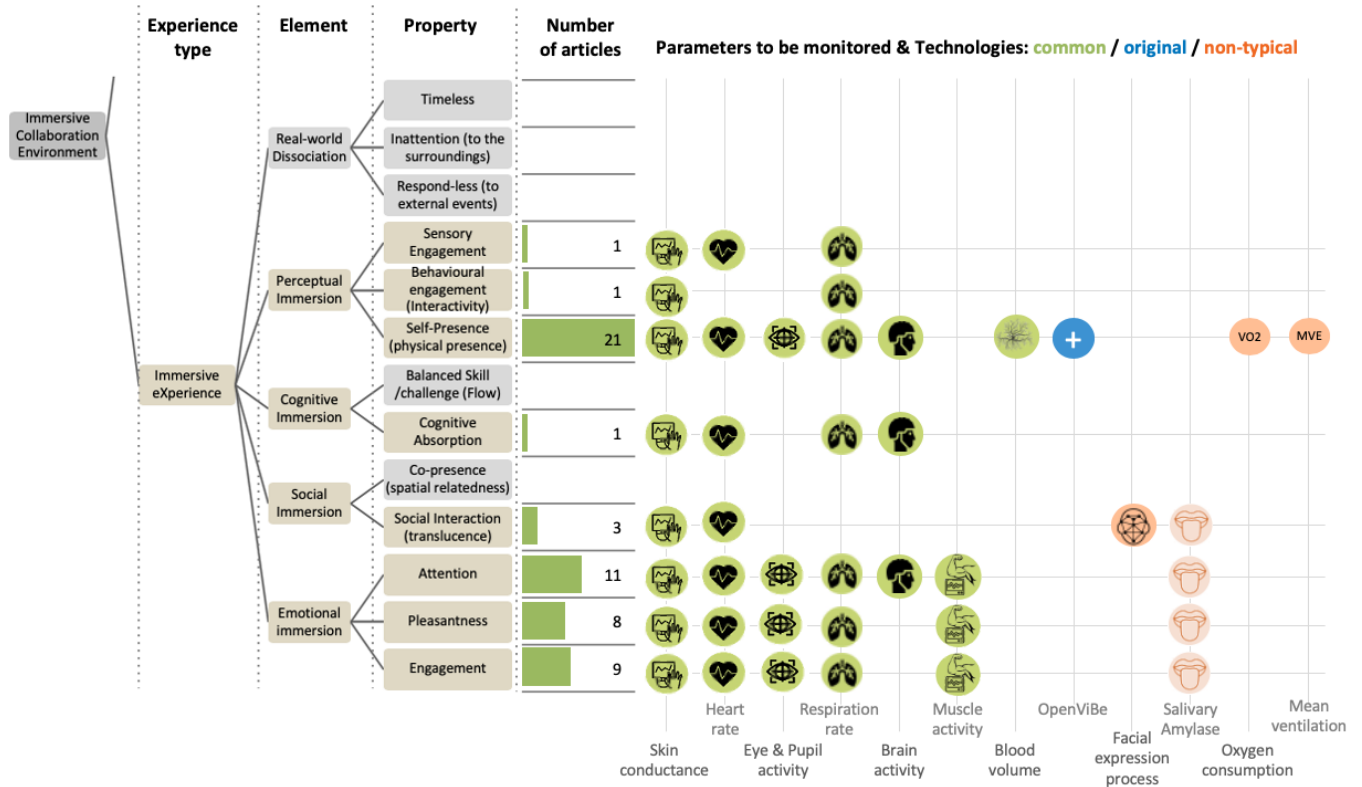 Experience
type
Element
Property
Number
of articles
Parameters to be monitored & Technologies: common / original / non-typical
Immersive
Collaboration
Environment
Immersive
eXperience
Real-world
Dissociation
Timeless
Inattention (to the
surroundings)
Respond-less (to
external events)
Perceptual
Immersion
Sensory
Engagement
1
Behavioural
engagement
(Interactivity)
1
Self-Presence
(physical presence)
21
+
VO2
MVE
Cognitive
Immersion
Balanced Skill
/challenge (Flow)
Cognitive
Absorption
1
Social
Immersion
Co-presence
(spatial relatedness)
Social Interaction
(translucence)
3
Emotional
immersion
Attention
11
Pleasantness
8
Engagement
9
Heart
rate
Respiration
rate
Muscle
activity
OpenViBe
Salivary
Amylase
Mean
ventilation
Skin
conductance
Eye & Pupil
activity
Brain
activity
Blood
volume
Facial
expression
process
Oxygen
consumption